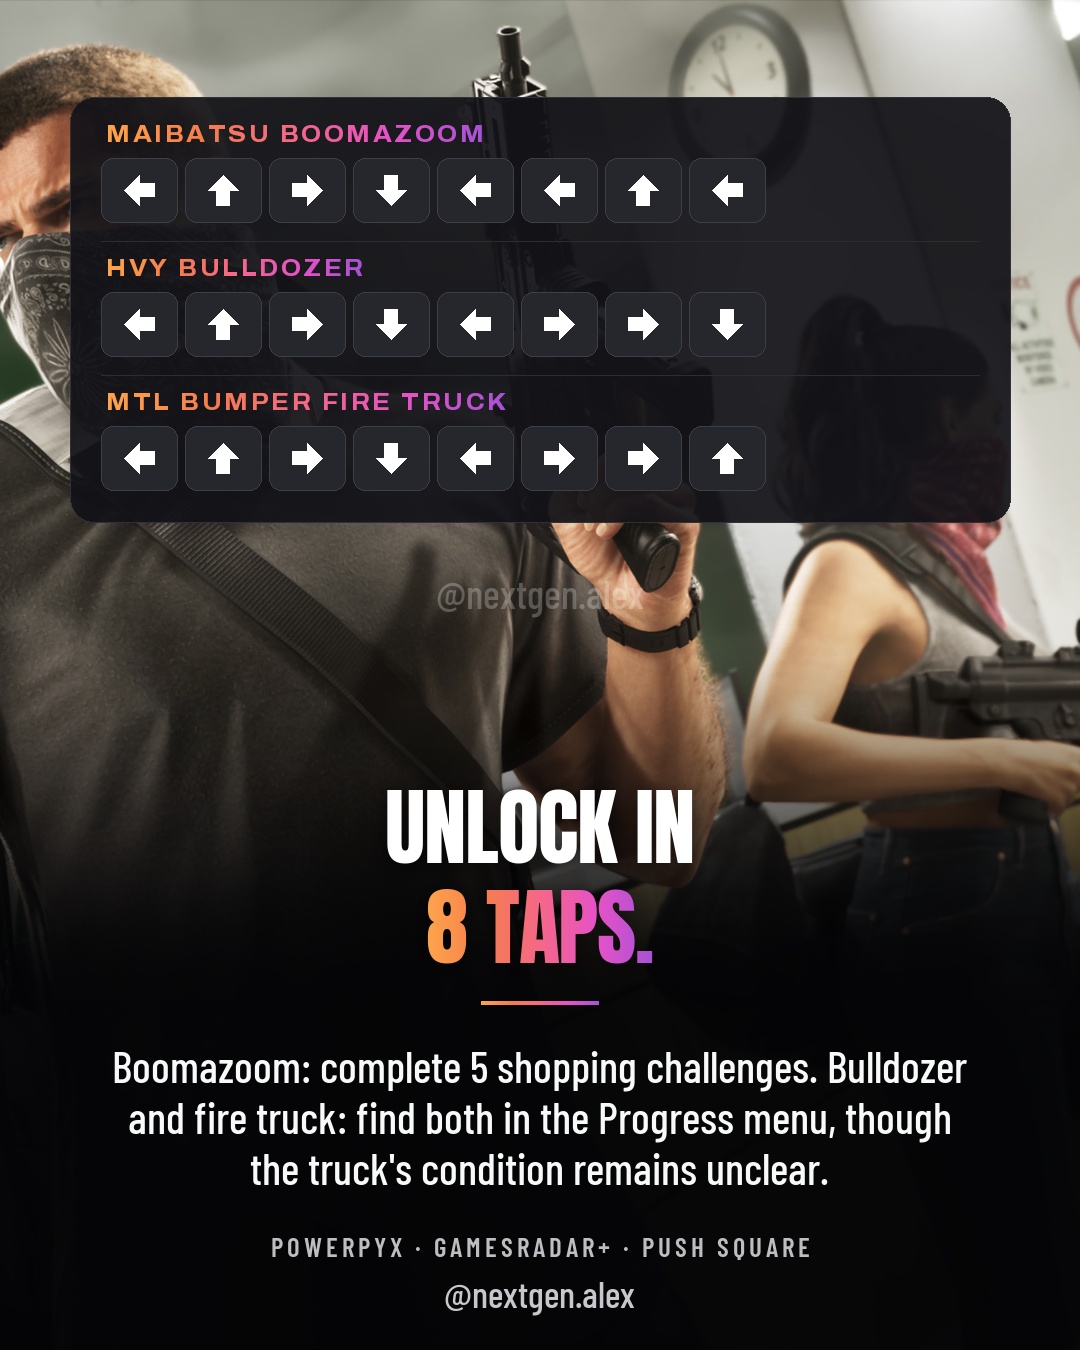 MAIBATSU BOOMAZOOM
← ↑ → ↓ ← ← ↑ ←
HVY BULLDOZER
← ↑ → ↓ ← → → ↓
MTL BUMPER FIRE TRUCK
← ↑ → ↓ ← → → ↑
@nextgen.alex
UNLOCK IN
8 TAPS.
Boomazoom: complete 5 shopping challenges. Bulldozer
and fire truck: find both in the Progress menu, though
the truck's condition remains unclear.
POWERPYX · GAMESRADAR+ · PUSH SQUARE
@nextgen.alex